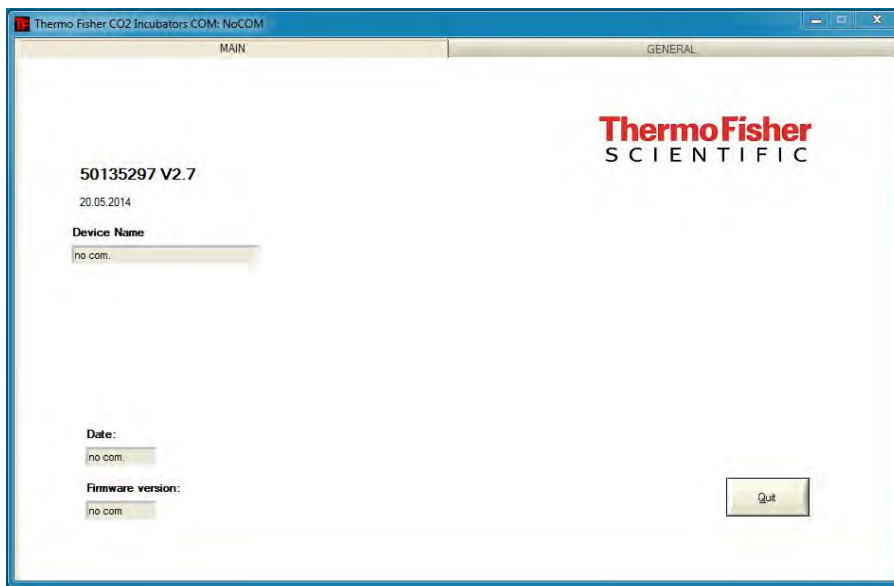 Thermo Fisher CO2 Incubators COM: NoCOM
MAIN
GENERAL
ThermoFisher
SCIENTIFIC
50135297 V2.7
20.05.2014
Device Name
no com.
Date:
no com.
Firmware version:
no com
Quit